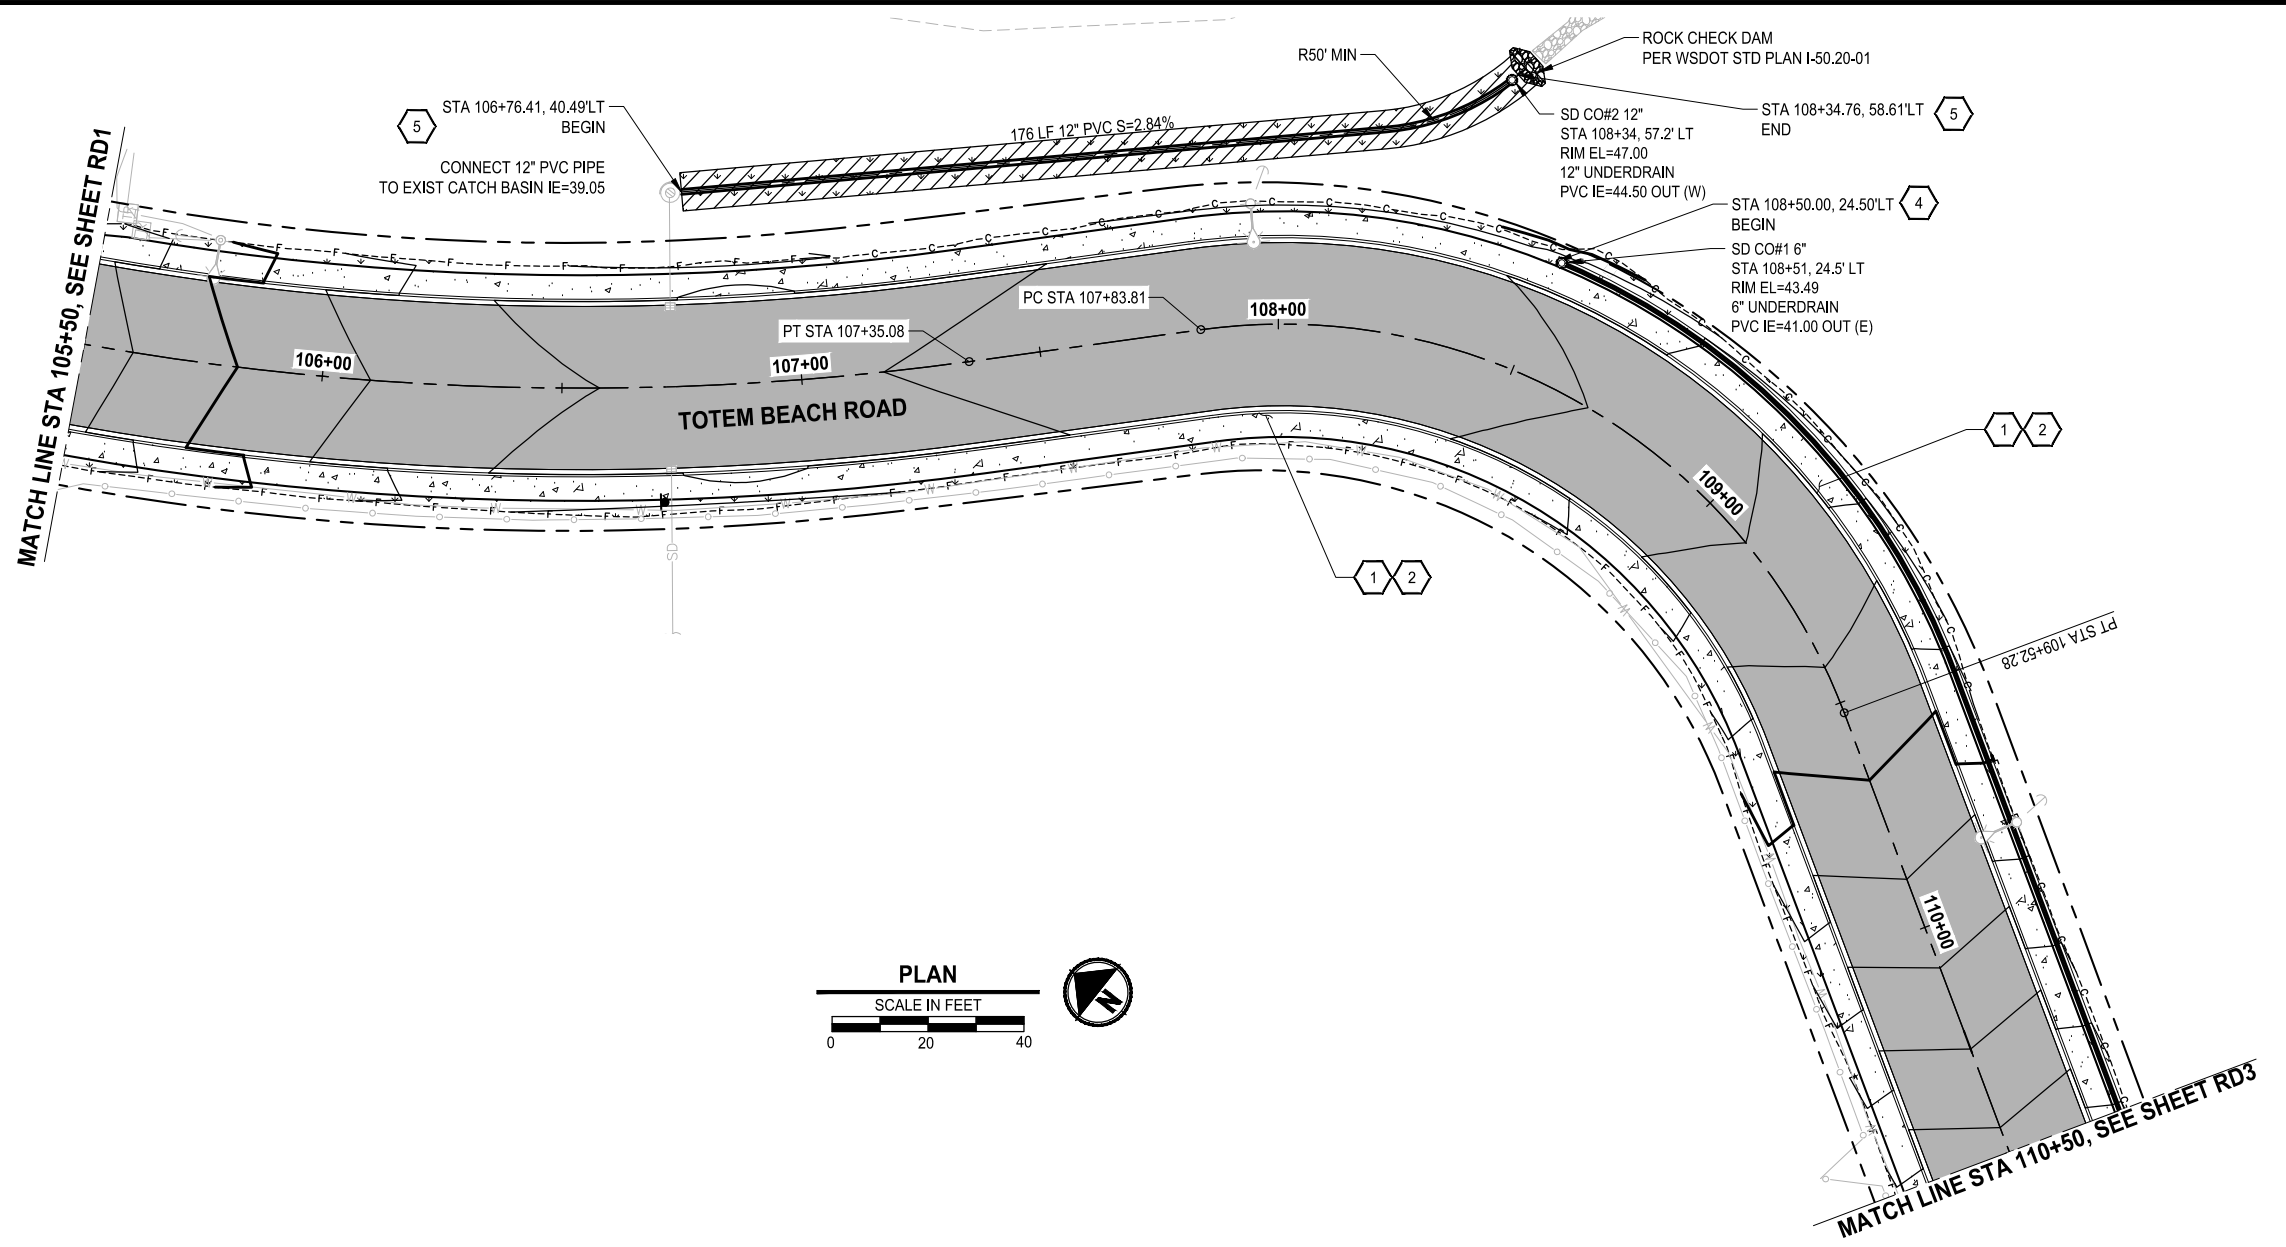 R50' MIN
ROCK CHECK DAM
PER WSDOT STD PLAN I-50.20-01
5
STA 106+76.41, 40.49'LT
BEGIN
CONNECT 12" PVC PIPE
TO EXIST CATCH BASIN IE=39.05
176 LF 12" PVC S=2.84%
SD CO#2 12"
STA 108+34, 57.2' LT
RIM EL=47.00
12" UNDERDRAIN
PVC IE=44.50 OUT (W)
STA 108+34.76, 58.61'LT
END
5
STA 108+50.00, 24.50'LT
BEGIN
4
SD CO#1 6"
STA 108+51, 24.5' LT
RIM EL=43.49
6" UNDERDRAIN
PVC IE=41.00 OUT (E)
MATCH LINE STA 105+50, SEE SHEET RD1
106+00
PT STA 107+35.08
107+00
PC STA 107+83.81
108+00
TOTEM BEACH ROAD
109+00
1 2
1 2
SD
PT STA 109+52.28
110+00
PLAN
SCALE IN FEET
0 20 40
N
MATCH LINE STA 110+50, SEE SHEET RD3